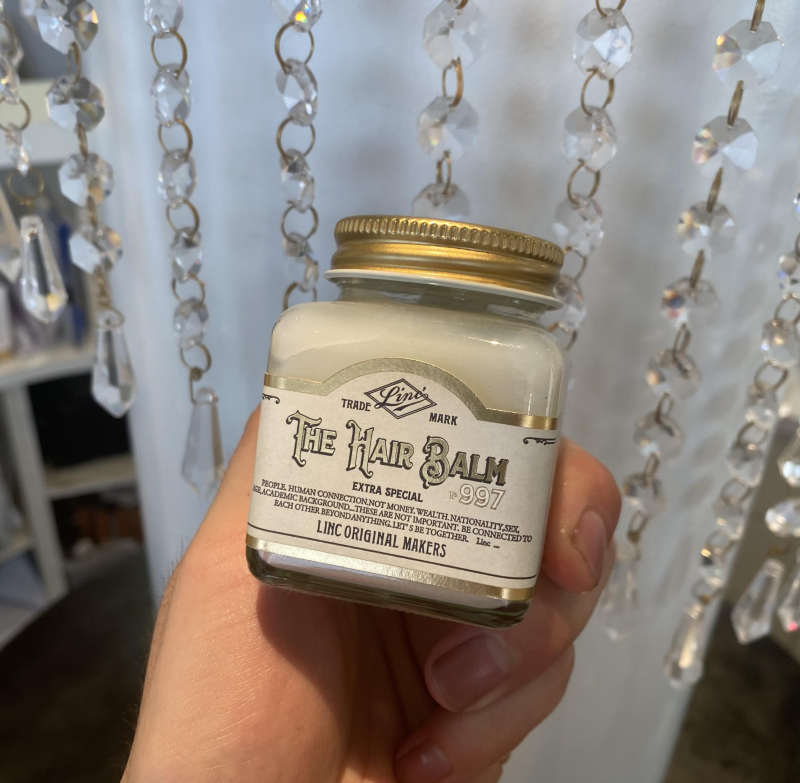 Linc's
TRADE MARK
THE HAIR BALM
EXTRA SPECIAL
№997
PEOPLE, HUMAN CONNECTION.NOT MONEY, WEALTH, NATIONALITY,SEX,
AGE,ACADEMIC BACKGROUND...THESE ARE NOT IMPORTANT. BE CONNECTED TO
EACH OTHER BEYOND ANYTHING. LET'S BE TOGETHER. Linc ...
LINC ORIGINAL MAKERS